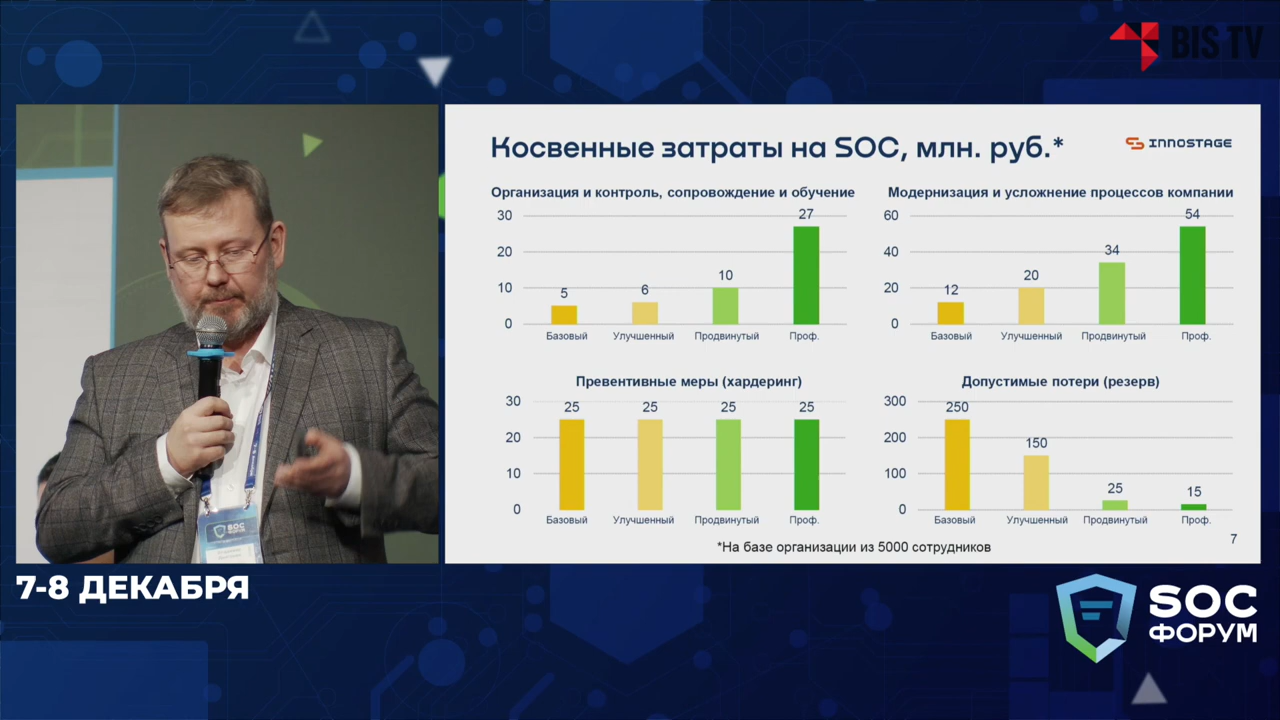 BIS TV
Косвенные затраты на SOC, млн. руб.*
INNOSTAGE
Организация и контроль, сопровождение и обучение
30
20
10
0
5
6
10
27
Базовый
Улучшенный
Продвинутый
Проф.
Модернизация и усложнение процессов компании
60
40
20
0
12
20
34
54
Базовый
Улучшенный
Продвинутый
Проф.
Превентивные меры (хардеринг)
30
20
10
0
25
25
25
25
Базовый
Улучшенный
Продвинутый
Проф.
Допустимые потери (резерв)
300
200
100
0
250
150
25
15
Базовый
Улучшенный
Продвинутый
Проф.
*На базе организации из 5000 сотрудников
7
SOC
ФОРУМ
7-8 ДЕКАБРЯ
SOC
ФОРУМ